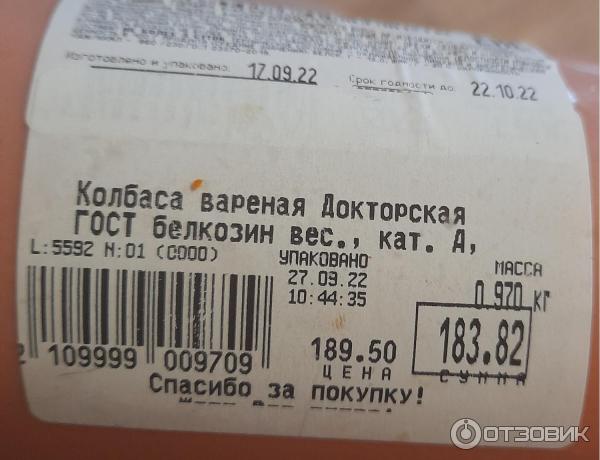 Изготовлено и упаковано: 17.09.22
Срок годности до: 22.10.22
Колбаса вареная Докторская
ГОСТ белкозин вес., кат. А,
L:5592 N:01 (C000)
УПАКОВАНО
27.09.22
10:44:35
МАССА
0.970 КГ
2 109999 009709
189.50
ЦЕНА
183.82
СУММА
Спасибо за покупку!
ОТЗОВИК